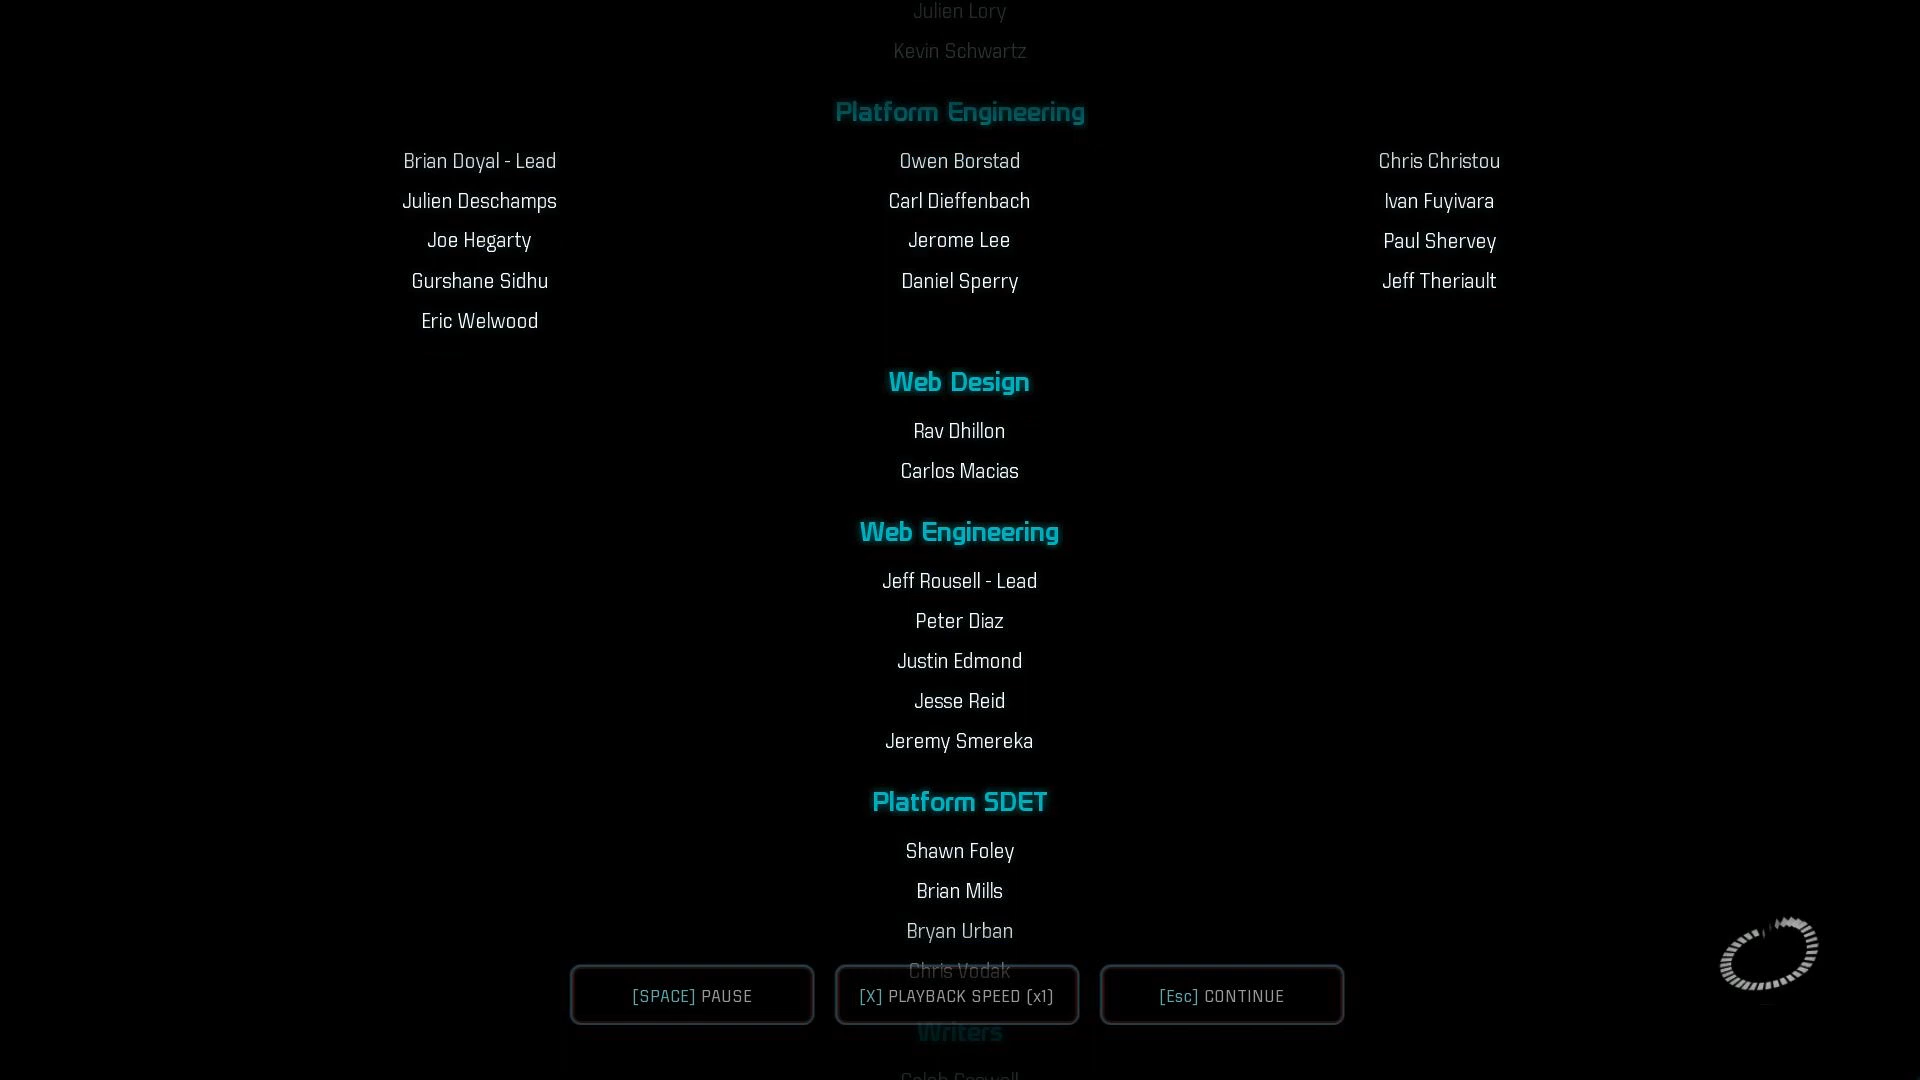 Julien Lory
Kevin Schwartz
Platform Engineering
Brian Doyal - Lead
Owen Borstad
Chris Christou
Julien Deschamps
Carl Dieffenbach
Ivan Fuyivara
Joe Hegarty
Jerome Lee
Paul Shervey
Gurshane Sidhu
Daniel Sperry
Jeff Theriault
Eric Welwood
Web Design
Rav Dhillon
Carlos Macias
Web Engineering
Jeff Rousell - Lead
Peter Diaz
Justin Edmond
Jesse Reid
Jeremy Smereka
Platform SDET
Shawn Foley
Brian Mills
Bryan Urban
Chris Vodak
[SPACE] PAUSE
[X] PLAYBACK SPEED (x1)
[Esc] CONTINUE
Writers